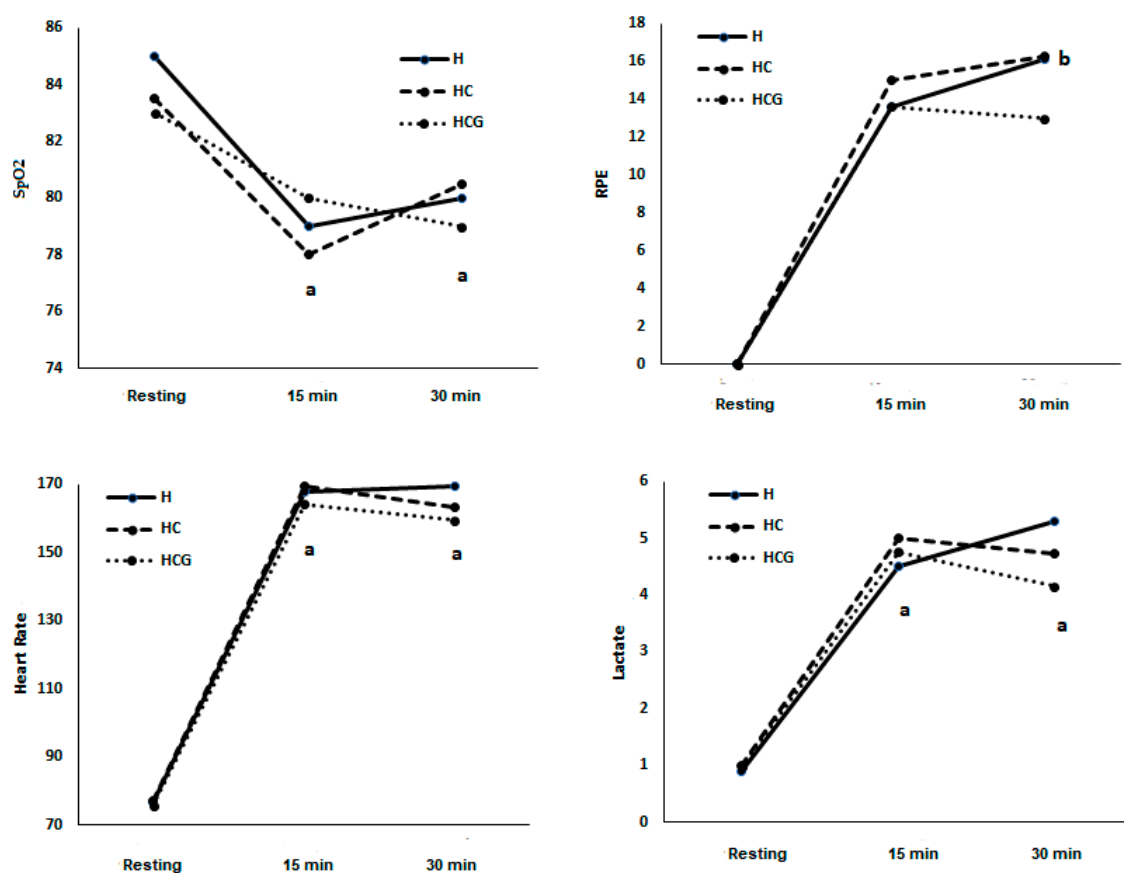 86
84
82
80
78
76
74
SpO2
H
HC
HCG
a
a
Resting
15 min
30 min
18
16
14
12
10
8
6
4
2
0
RPE
H
HC
HCG
b
Resting
15 min
30 min
170
150
130
110
90
70
Heart Rate
H
HC
HCG
a
a
Resting
15 min
30 min
6
5
4
3
2
1
0
Lactate
H
HC
HCG
a
a
Resting
15 min
30 min